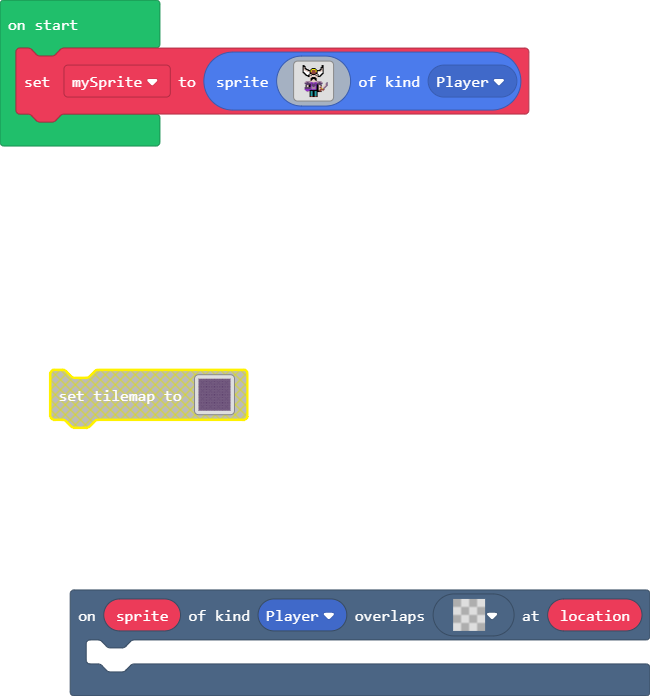 on start
set mySprite to sprite of kind Player
set tilemap to
on sprite of kind Player overlaps at location